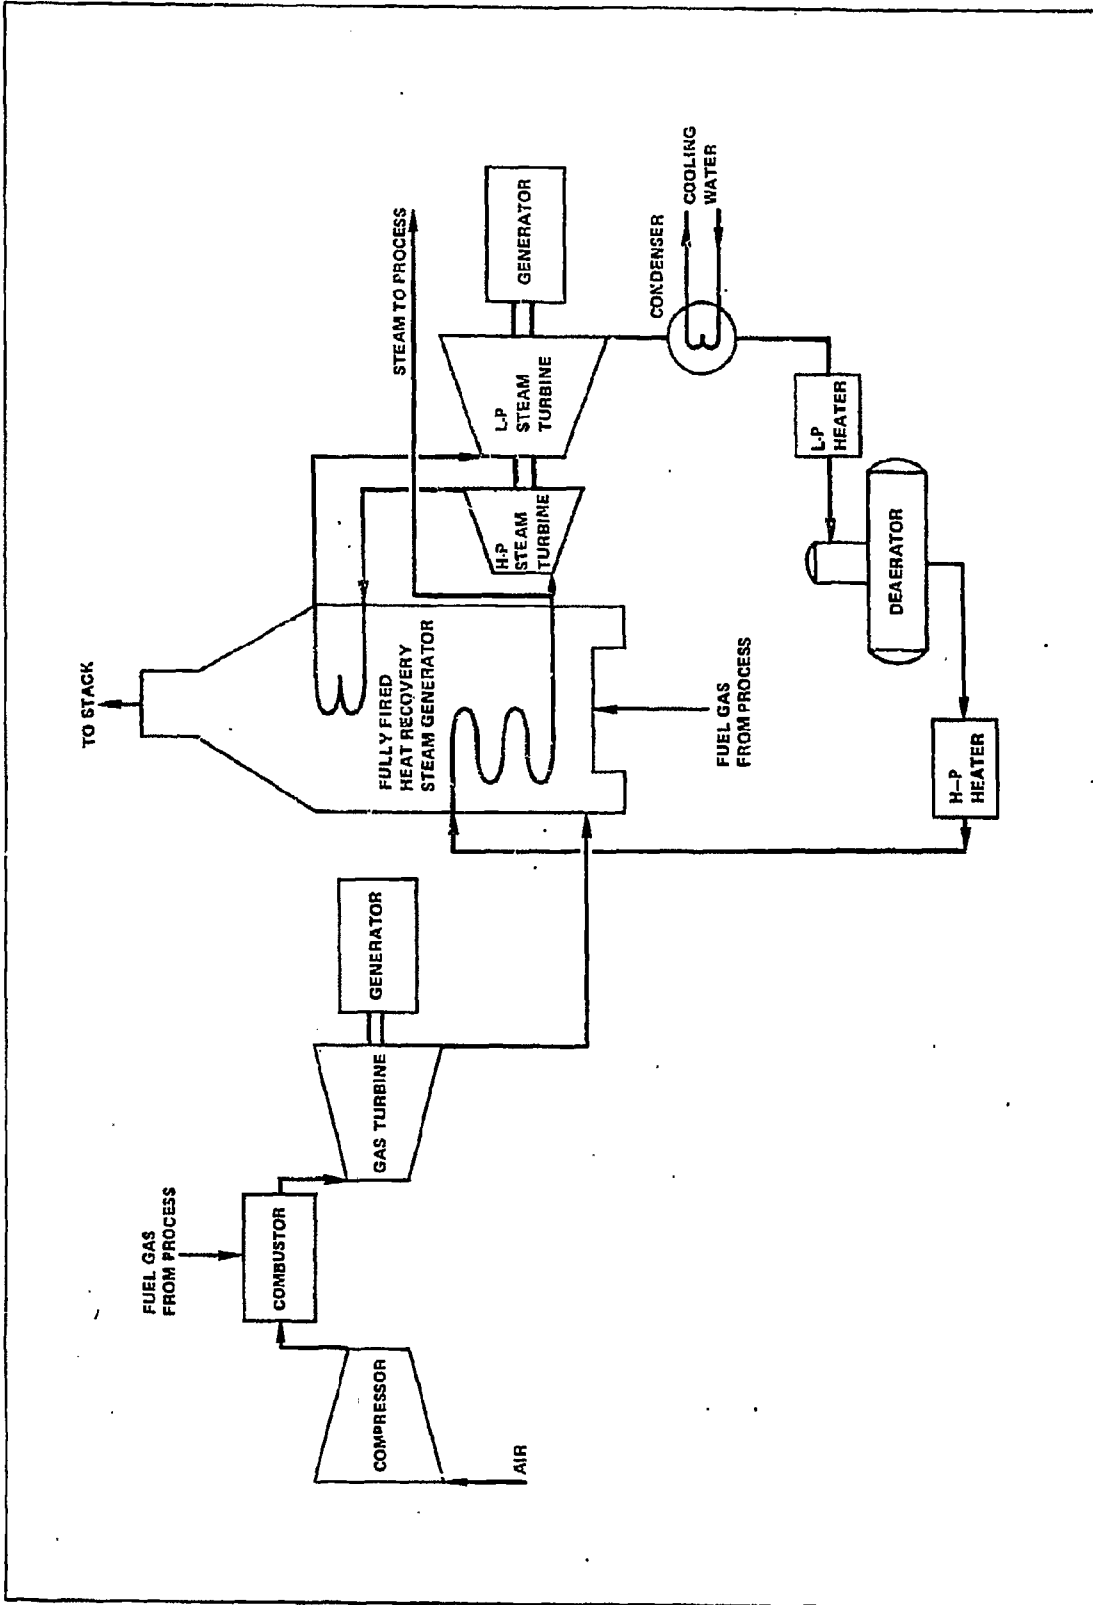 AIR
COMPRESSOR
FUEL GAS
FROM PROCESS
COMBUSTOR
GAS TURBINE
GENERATOR
TO STACK
FULLY FIRED
HEAT RECOVERY
STEAM GENERATOR
FUEL GAS
FROM PROCESS
STEAM TO PROCESS
H-P
STEAM
TURBINE
L-P
STEAM
TURBINE
GENERATOR
CONDENSER
COOLING
WATER
L-P
HEATER
DEAERATOR
H-P
HEATER